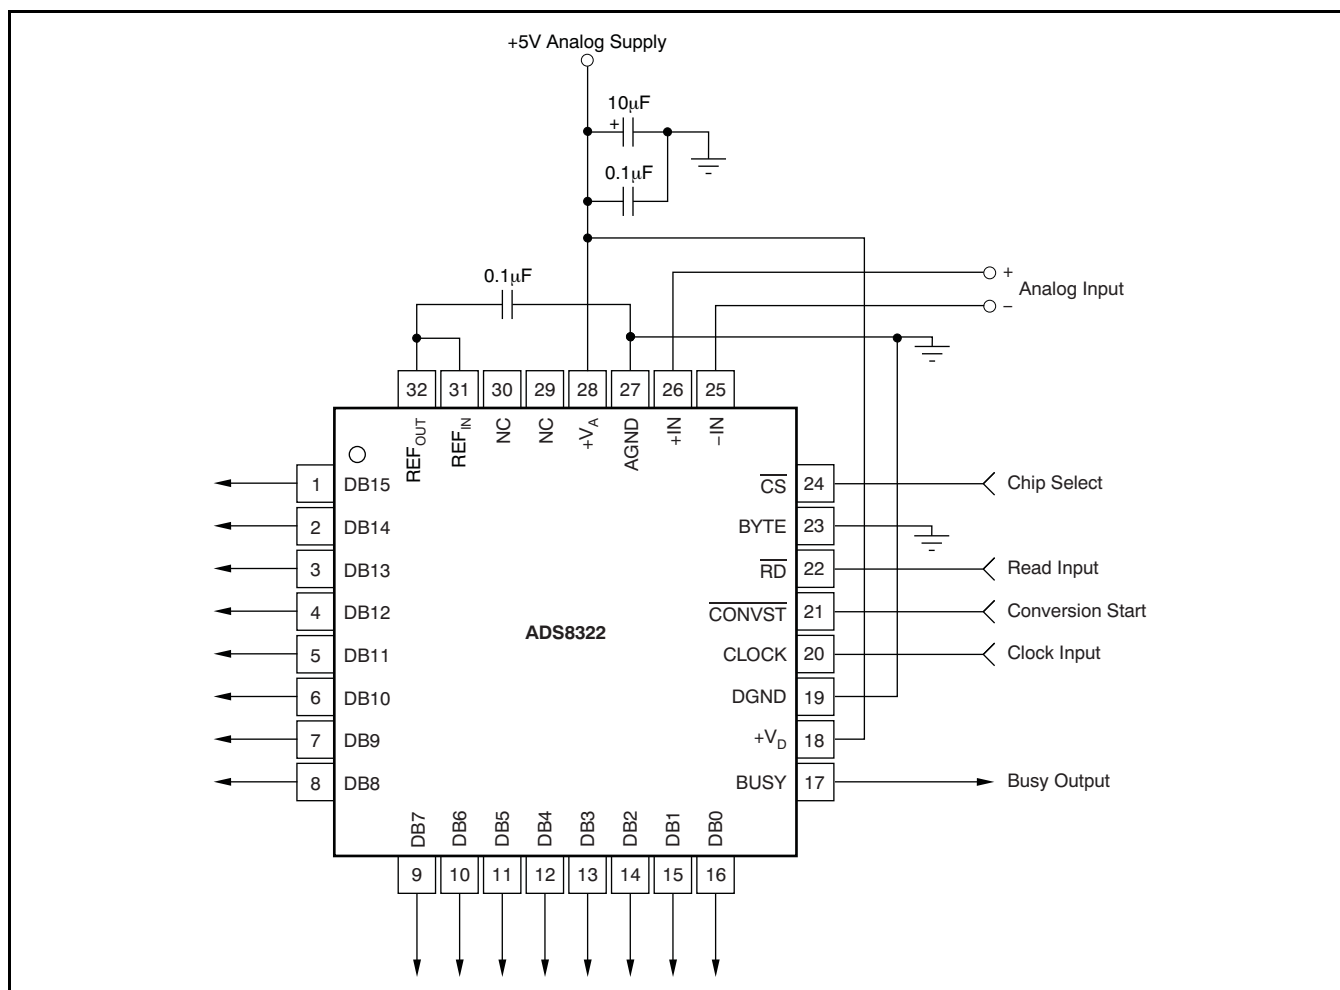 +5V Analog Supply
10μF
+
0.1μF
0.1μF
+
Analog Input
–
32 31 30 29 28 27 26 25
REFOUT REFIN NC NC +VA AGND +IN –IN
1 DB15 CS 24 Chip Select
2 DB14 BYTE 23
3 DB13 RD 22 Read Input
4 DB12 CONVST 21 Conversion Start
ADS8322
5 DB11 CLOCK 20 Clock Input
6 DB10 DGND 19
7 DB9 +VD 18
8 DB8 BUSY 17 Busy Output
DB7 DB6 DB5 DB4 DB3 DB2 DB1 DB0
9 10 11 12 13 14 15 16